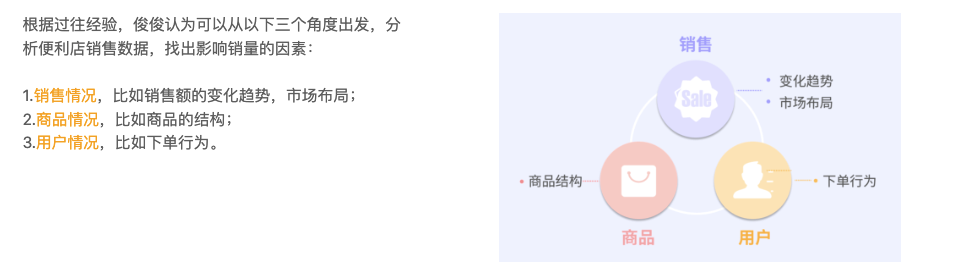 根据过往经验，俊俊认为可以从以下三个角度出发，分
析便利店销售数据，找出影响销量的因素：
1.销售情况，比如销售额的变化趋势，市场布局；
2.商品情况，比如商品的结构；
3.用户情况，比如下单行为。
销售
Sale
• 变化趋势
• 市场布局
• 商品结构
• 下单行为
商品
用户